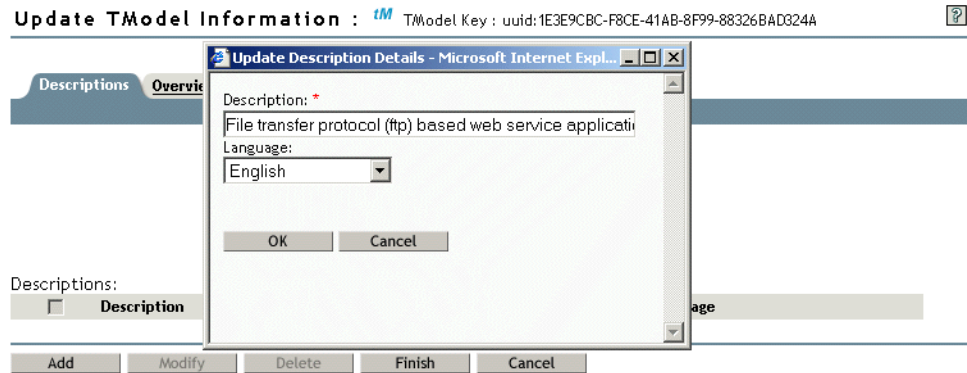 Update TModel Information : tM TModel Key : uuid:1E3E9CBC-F8CE-41AB-8F99-88326BAD324A ?
Update Description Details - Microsoft Internet Expl...
Descriptions Overvie
Description: *
File transfer protocol (ftp) based web service applicati
Language:
English
OK Cancel
Descriptions:
Description age
Add Modify Delete Finish Cancel